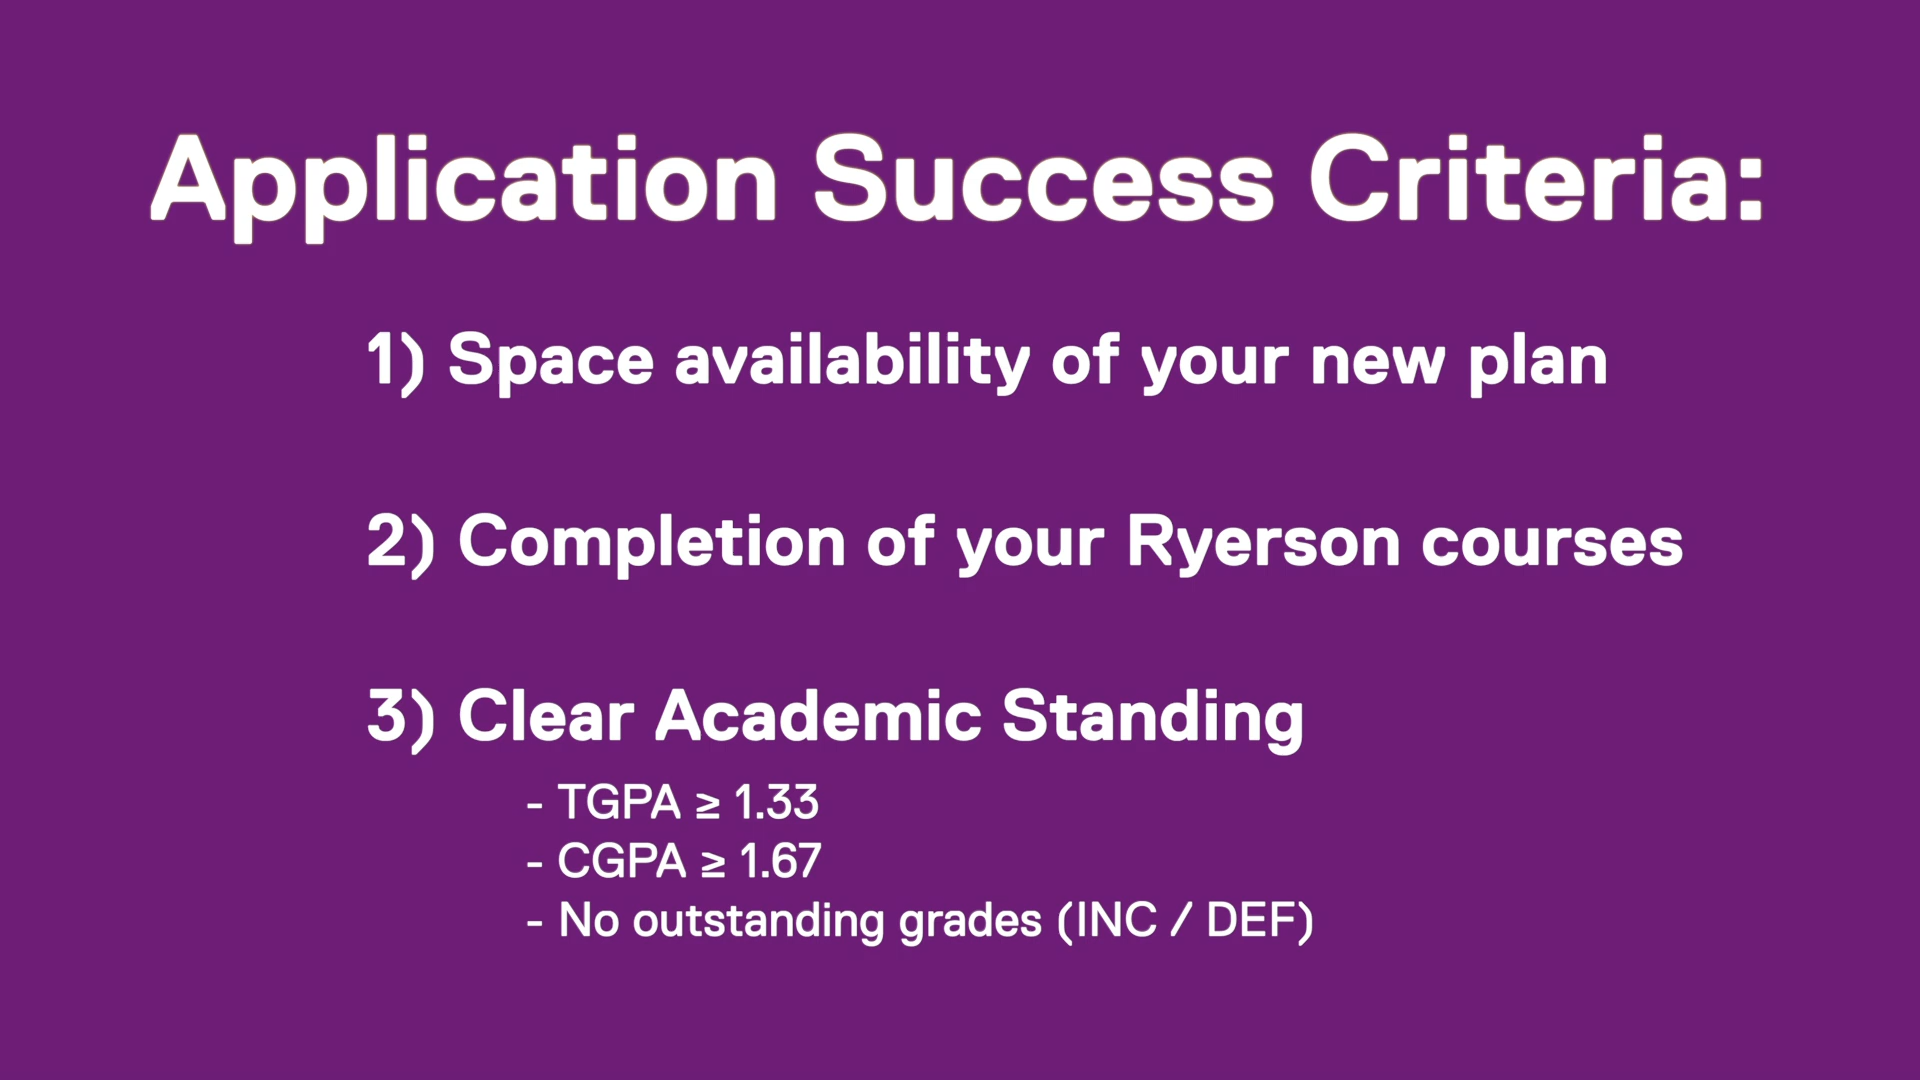 Application Success Criteria:
1) Space availability of your new plan
2) Completion of your Ryerson courses
3) Clear Academic Standing
- TGPA ≥ 1.33
- CGPA ≥ 1.67
- No outstanding grades (INC / DEF)